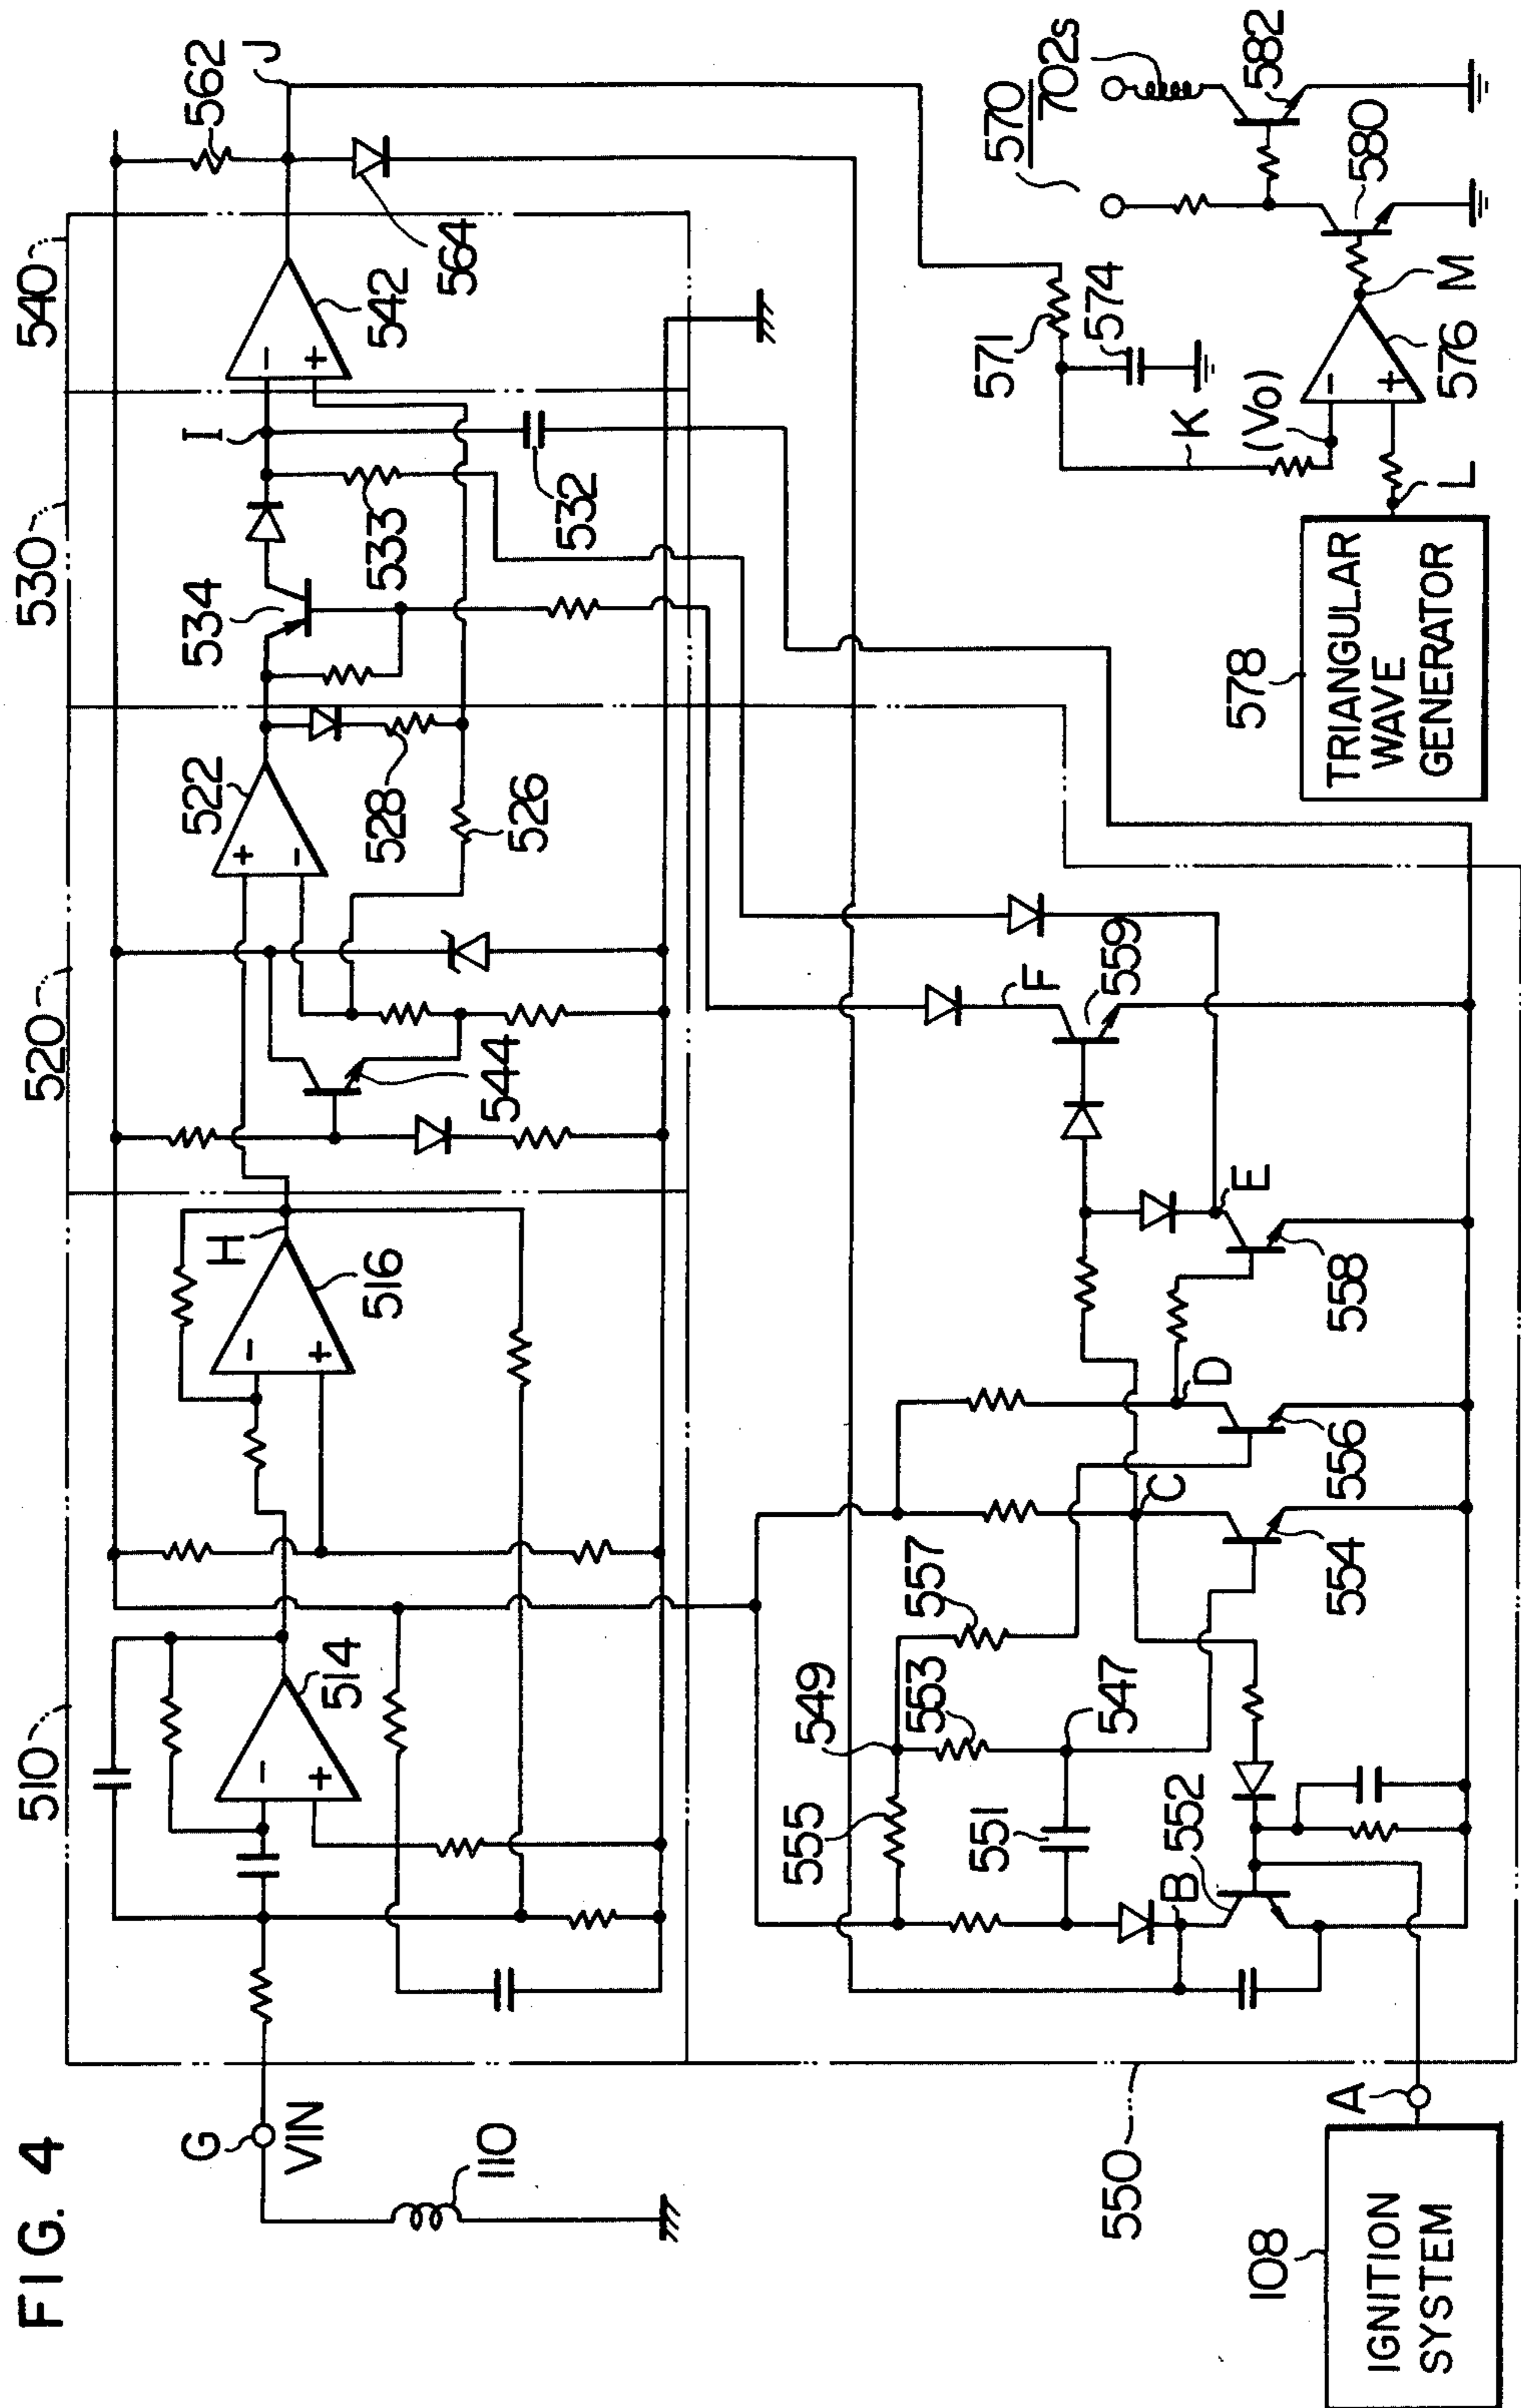 FIG. 4
510
520
530
540
G
VIN
110
514
516
H
544
522
528
526
534
533
532
I
542
564
562
J
550
A
108
IGNITION
SYSTEM
B
552
551
555
549
553
547
557
C
554
556
D
558
E
559
F
570
571
574
K
(Vo)
L
576
M
578
TRIANGULAR
WAVE
GENERATOR
580
582
702s
-
+
-
+
+
-
-
+
-
+